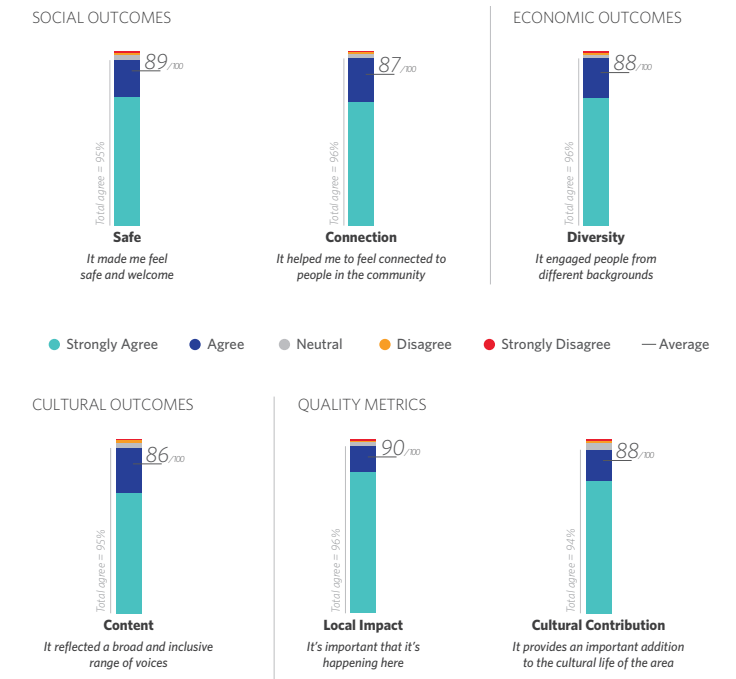 SOCIAL OUTCOMES
ECONOMIC OUTCOMES
89/100
87/100
88/100
Total agree = 95%
Total agree = 96%
Total agree = 96%
Safe
Connection
Diversity
It made me feel
safe and welcome
It helped me to feel connected to
people in the community
It engaged people from
different backgrounds
Strongly Agree
Agree
Neutral
Disagree
Strongly Disagree
Average
CULTURAL OUTCOMES
QUALITY METRICS
86/100
90/100
88/100
Total agree = 95%
Total agree = 96%
Total agree = 94%
Content
Local Impact
Cultural Contribution
It reflected a broad and inclusive
range of voices
It's important that it's
happening here
It provides an important addition
to the cultural life of the area